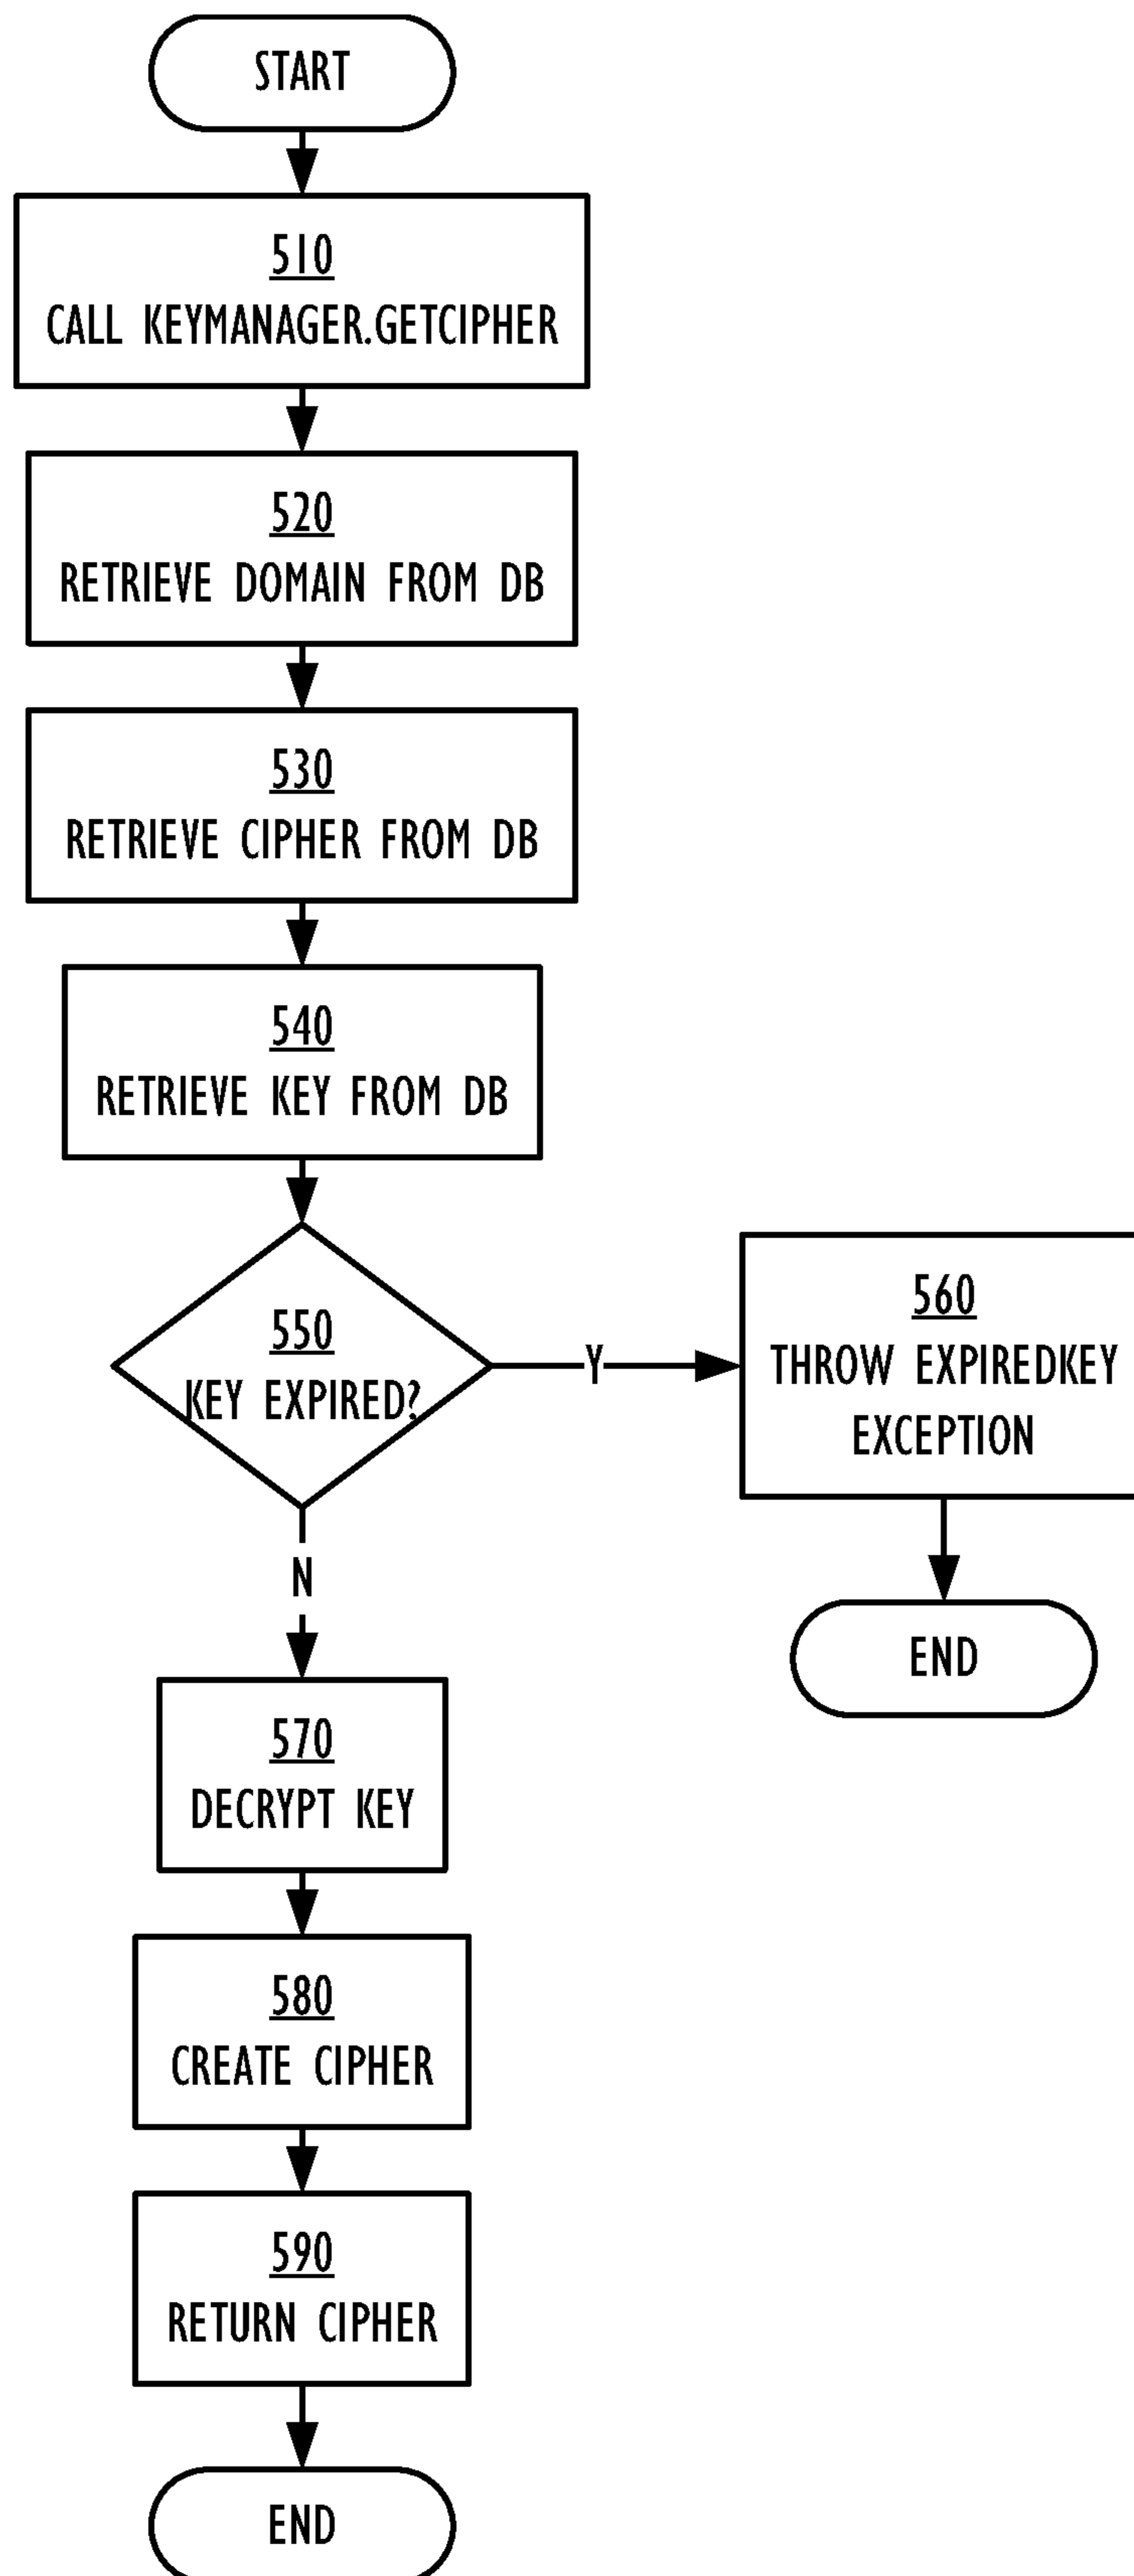 START
510
CALL KEYMANAGER.GETCIPHER
520
RETRIEVE DOMAIN FROM DB
530
RETRIEVE CIPHER FROM DB
540
RETRIEVE KEY FROM DB
550
KEY EXPIRED?
Y
560
THROW EXPIREDKEY
EXCEPTION
END
N
570
DECRYPT KEY
580
CREATE CIPHER
590
RETURN CIPHER
END